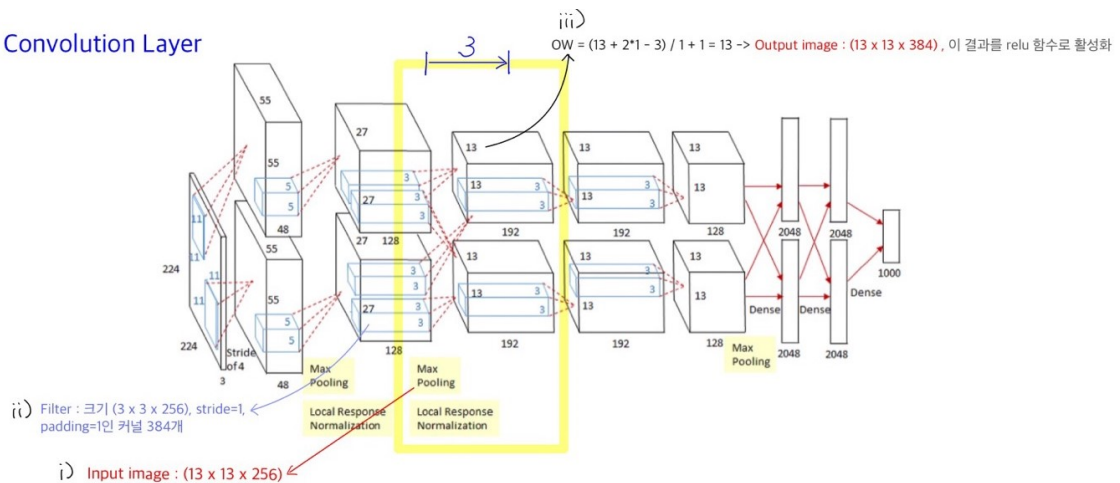 Convolution Layer
3
iii)
OW = (13 + 2*1 – 3) / 1 + 1 = 13 -> Output image : (13 x 13 x 384) , 이 결과를 relu 함수로 활성화
55
27
13
13
13
55
27
13
13
13
11
5
5
3
3
3
3
3
3
48
128
192
192
128
2048
2048
224
55
27
13
13
13
11
11
11
55
27
13
13
13
5
5
3
3
3
3
3
3
3
1000
Dense
Dense
Dense
224
Stride
of 4
3
48
128
192
192
128
2048
2048
Max
Pooling
Max
Pooling
Max
Pooling
Local Response
Normalization
Local Response
Normalization
ii)
Filter : 크기 (3 x 3 x 256), stride=1,
padding=1인 커널 384개
i)
Input image : (13 x 13 x 256)